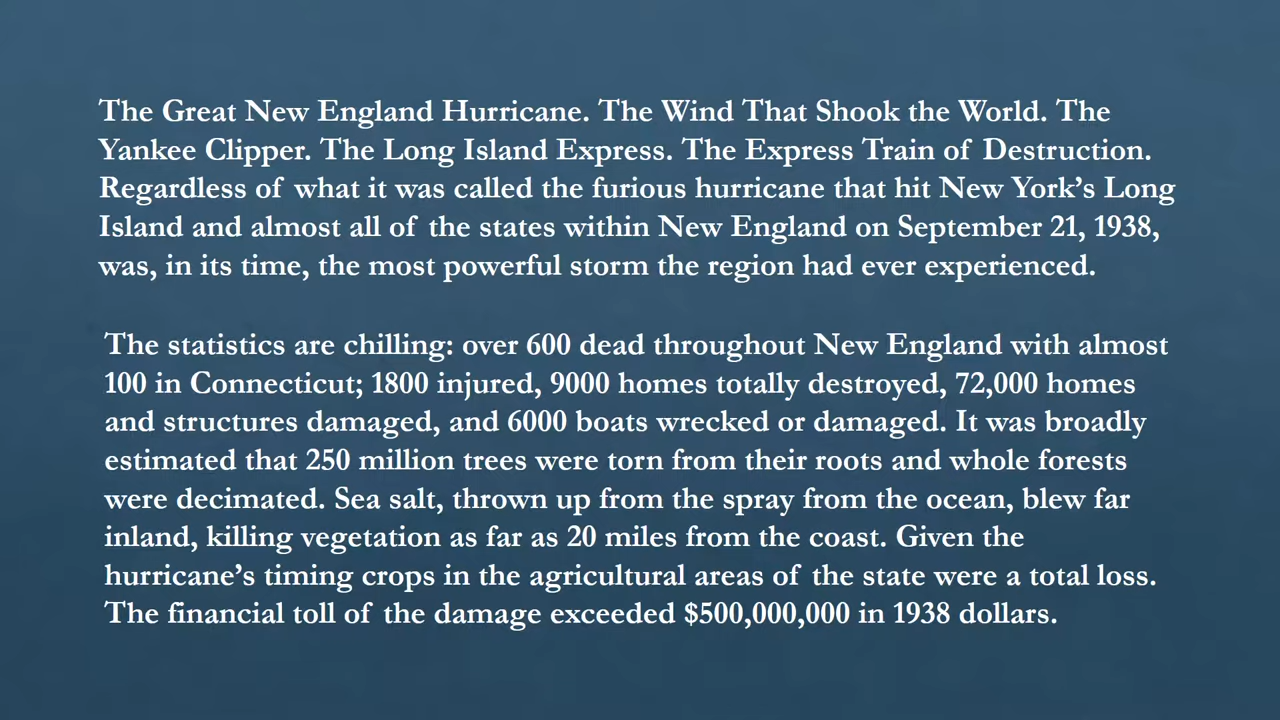 The Great New England Hurricane. The Wind That Shook the World. The
Yankee Clipper. The Long Island Express. The Express Train of Destruction.
Regardless of what it was called the furious hurricane that hit New York’s Long
Island and almost all of the states within New England on September 21, 1938,
was, in its time, the most powerful storm the region had ever experienced.
The statistics are chilling: over 600 dead throughout New England with almost
100 in Connecticut; 1800 injured, 9000 homes totally destroyed, 72,000 homes
and structures damaged, and 6000 boats wrecked or damaged. It was broadly
estimated that 250 million trees were torn from their roots and whole forests
were decimated. Sea salt, thrown up from the spray from the ocean, blew far
inland, killing vegetation as far as 20 miles from the coast. Given the
hurricane’s timing crops in the agricultural areas of the state were a total loss.
The financial toll of the damage exceeded $500,000,000 in 1938 dollars.